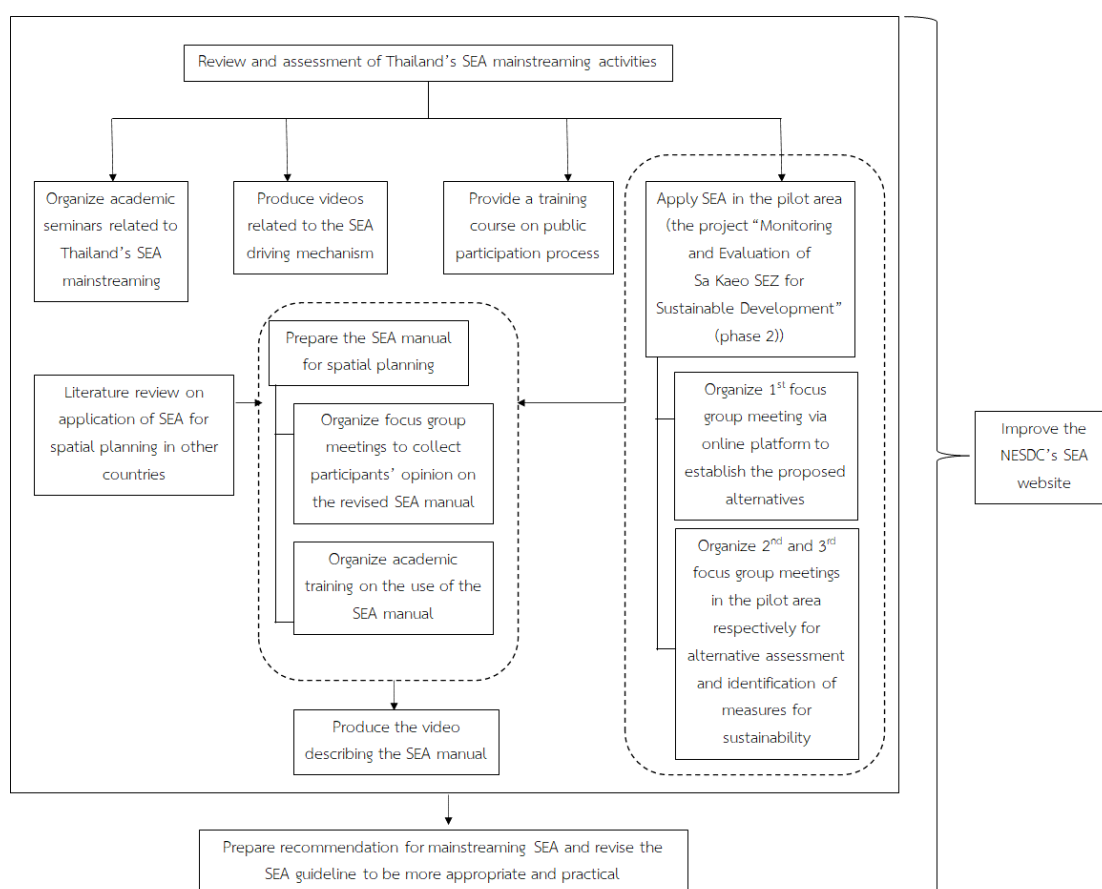 Review and assessment of Thailand's SEA mainstreaming activities
Organize academic
seminars related to
Thailand's SEA
mainstreaming
Produce videos
related to the SEA
driving mechanism
Provide a training
course on public
participation process
Apply SEA in the pilot area
(the project “Monitoring
and Evaluation of
Sa Kaeo SEZ for
Sustainable Development”
(phase 2))
Prepare the SEA manual
for spatial planning
Literature review on
application of SEA for
spatial planning in other
countries
Organize focus group
meetings to collect
participants' opinion on
the revised SEA manual
Organize academic
training on the use of the
SEA manual
Organize 1st focus
group meeting via
online platform to
establish the proposed
alternatives
Organize 2nd and 3rd
focus group meetings
in the pilot area
respectively for
alternative assessment
and identification of
measures for
sustainability
Improve the
NESDC's SEA
website
Produce the video
describing the SEA manual
Prepare recommendation for mainstreaming SEA and revise the
SEA guideline to be more appropriate and practical